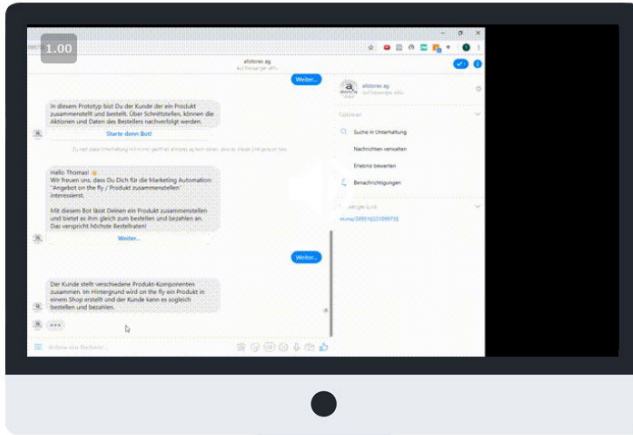 1.00
afstores ag
Weiter...
afstores ag
In diesem Prototyp bist Du der Kunde der ein Produkt
zusammenstellt und bestellt. Über Schnittstellen, können die
Aktionen und Daten des Bestellers nachverfolgt werden.
Starte denn Bot!
Suche in Unterhaltung
Nachrichten verwalten
Erlebnis bewerten
Benachrichtigungen
Hallo Thomas!
Wir freuen uns, dass Du Dich für die Marketing Automation:
"Angebot on the fly / Produkt zusammenstellen"
interessierst.
Mit diesem Bot lässt Deinen ein Produkt zusammenstellen
und bietet es ihm gleich zum bestellen und bezahlen an.
Das verspricht höchste Bestellraten!
Weiter...
Weiter...
Der Kunde stellt verschiedene Produkt-Komponenten
zusammen. Im Hintergrund wird on the fly ein Produkt in
einem Shop erstellt und der Kunde kann es sogleich
bestellen und bezahlen.